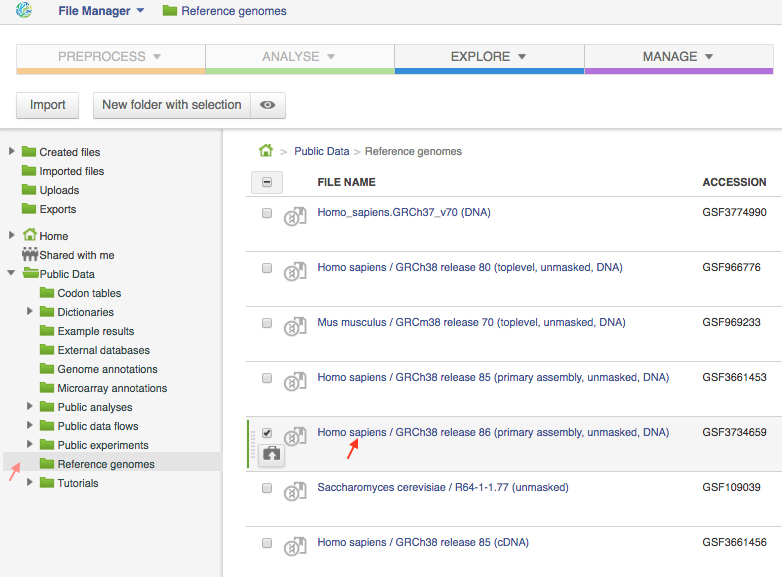 File Manager Reference genomes
PREPROCESS ANALYSE EXPLORE MANAGE
Import New folder with selection
Created files
Imported files
Uploads
Exports
Home
Shared with me
Public Data
Codon tables
Dictionaries
Example results
External databases
Genome annotations
Microarray annotations
Public analyses
Public data flows
Public experiments
Reference genomes
Tutorials
> Public Data > Reference genomes
FILE NAME ACCESSION
Homo_sapiens.GRCh37_v70 (DNA) GSF3774990
Homo sapiens / GRCh38 release 80 (toplevel, unmasked, DNA) GSF966776
Mus musculus / GRCm38 release 70 (toplevel, unmasked, DNA) GSF969233
Homo sapiens / GRCh38 release 85 (primary assembly, unmasked, DNA) GSF3661453
Homo sapiens / GRCh38 release 86 (primary assembly, unmasked, DNA) GSF3734659
Saccharomyces cerevisiae / R64-1-1.77 (unmasked) GSF109039
Homo sapiens / GRCh38 release 85 (cDNA) GSF3661456